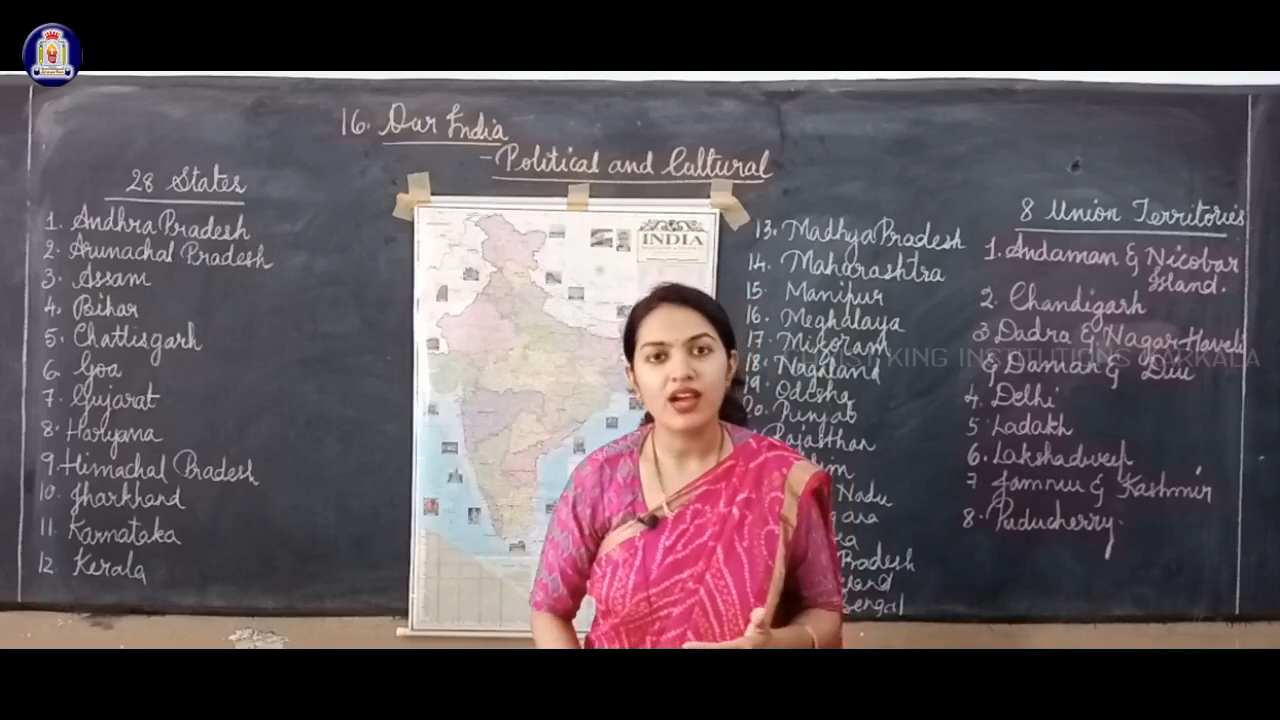 16. Our India
- Political and Cultural
28 States
1. Andhra Pradesh
2. Arunachal Pradesh
3. Assam
4. Bihar
5. Chattisgarh
6. Goa
7. Gujarat
8. Haryana
9. Himachal Pradesh
10. Jharkhand
11. Karnataka
12. Kerala
INDIA
13. Madhya Pradesh
14. Maharashtra
15. Manipur
16. Meghalaya
17. Mizoram
18. Nagaland
19. Odisha
20. Punjab
Rajasthan
Nadu
Pradesh
8 Union Territories
1. Andaman & Nicobar
Island.
2. Chandigarh
3 Dadra & Nagar Haveli
& Daman & Diu
4. Delhi
5. Ladakh
6. Lakshadweep
7 Jammu & Kashmir
8. Puducherry.
KING INSTITUTIONS